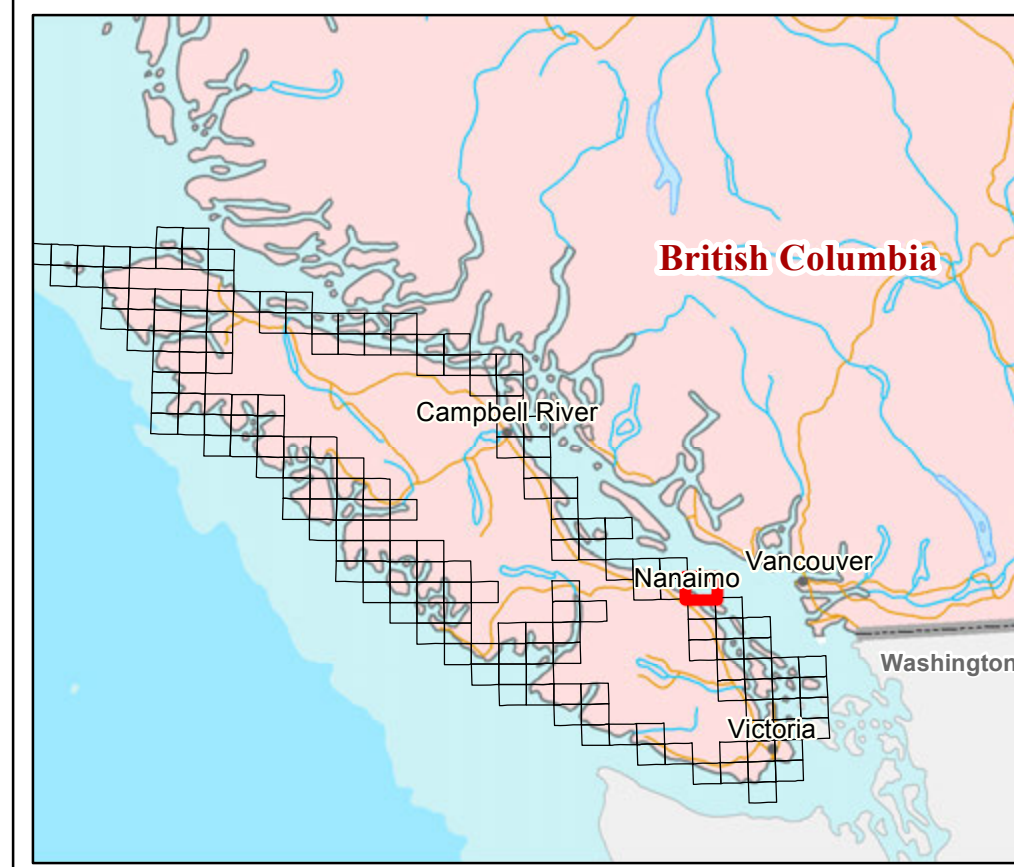 British Columbia
Campbell River
Vancouver
Nanaimo
Washington
Victoria